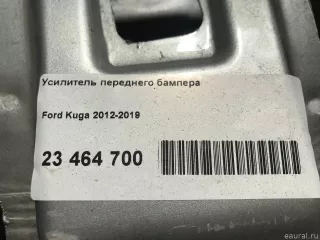 Усилитель переднего бампера
Ford Kuga 2012-2019
23 464 700
eaural.ru